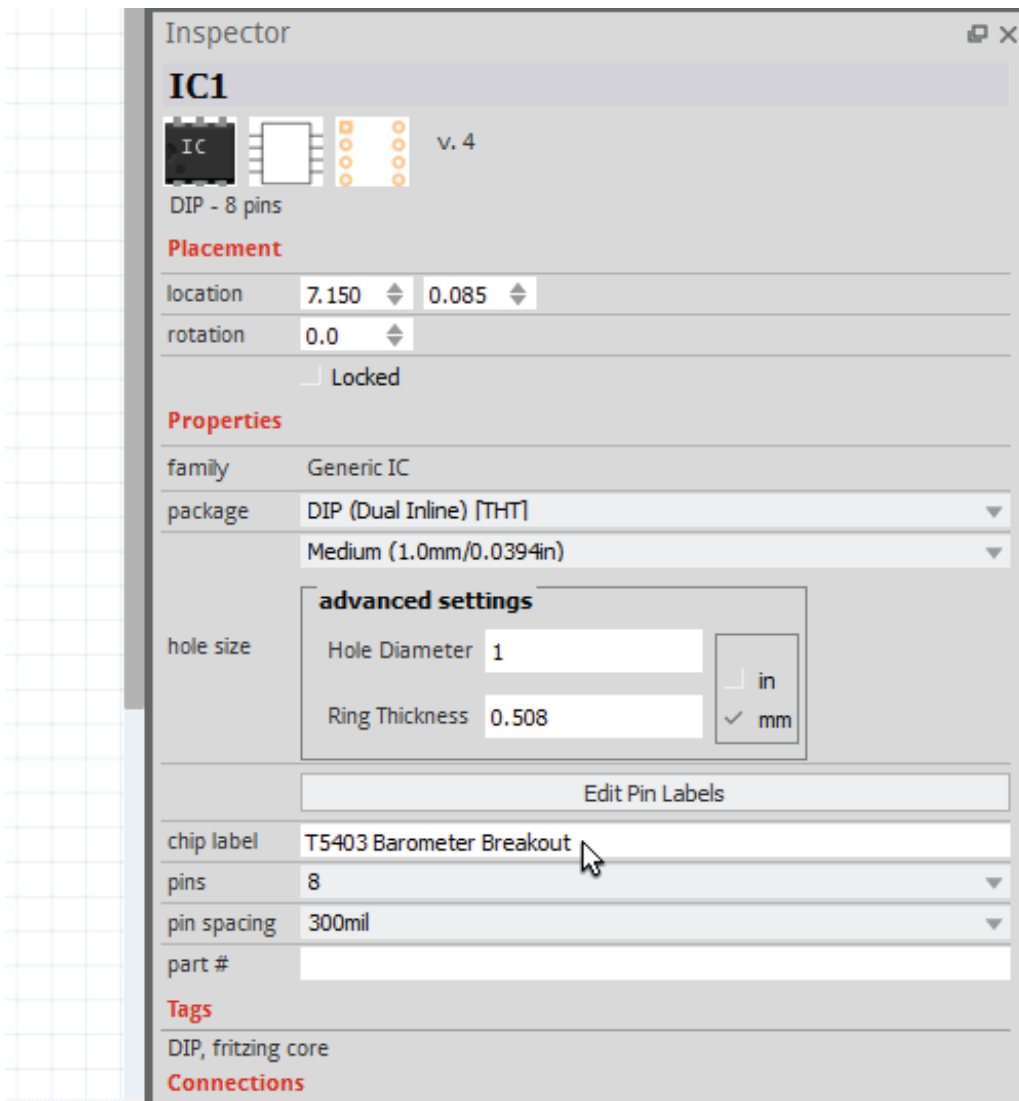 Inspector
IC1
IC
v. 4
DIP - 8 pins
Placement
location 7.150 0.085
rotation 0.0
Locked
Properties
family Generic IC
package DIP (Dual Inline) [THT]
Medium (1.0mm/0.0394in)
advanced settings
hole size Hole Diameter 1
in
Ring Thickness 0.508 mm
Edit Pin Labels
chip label T5403 Barometer Breakout
pins 8
pin spacing 300mil
part #
Tags
DIP, fritzing core
Connections